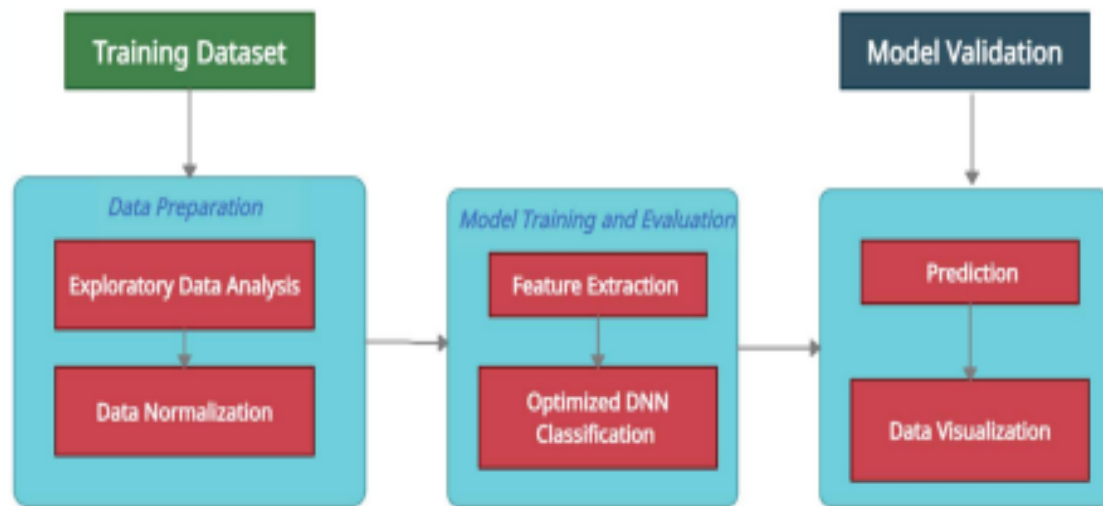 Training Dataset
Model Validation
Data Preparation
Exploratory Data Analysis
Data Normalization
Model Training and Evaluation
Feature Extraction
Optimized DNN
Classification
Prediction
Data Visualization